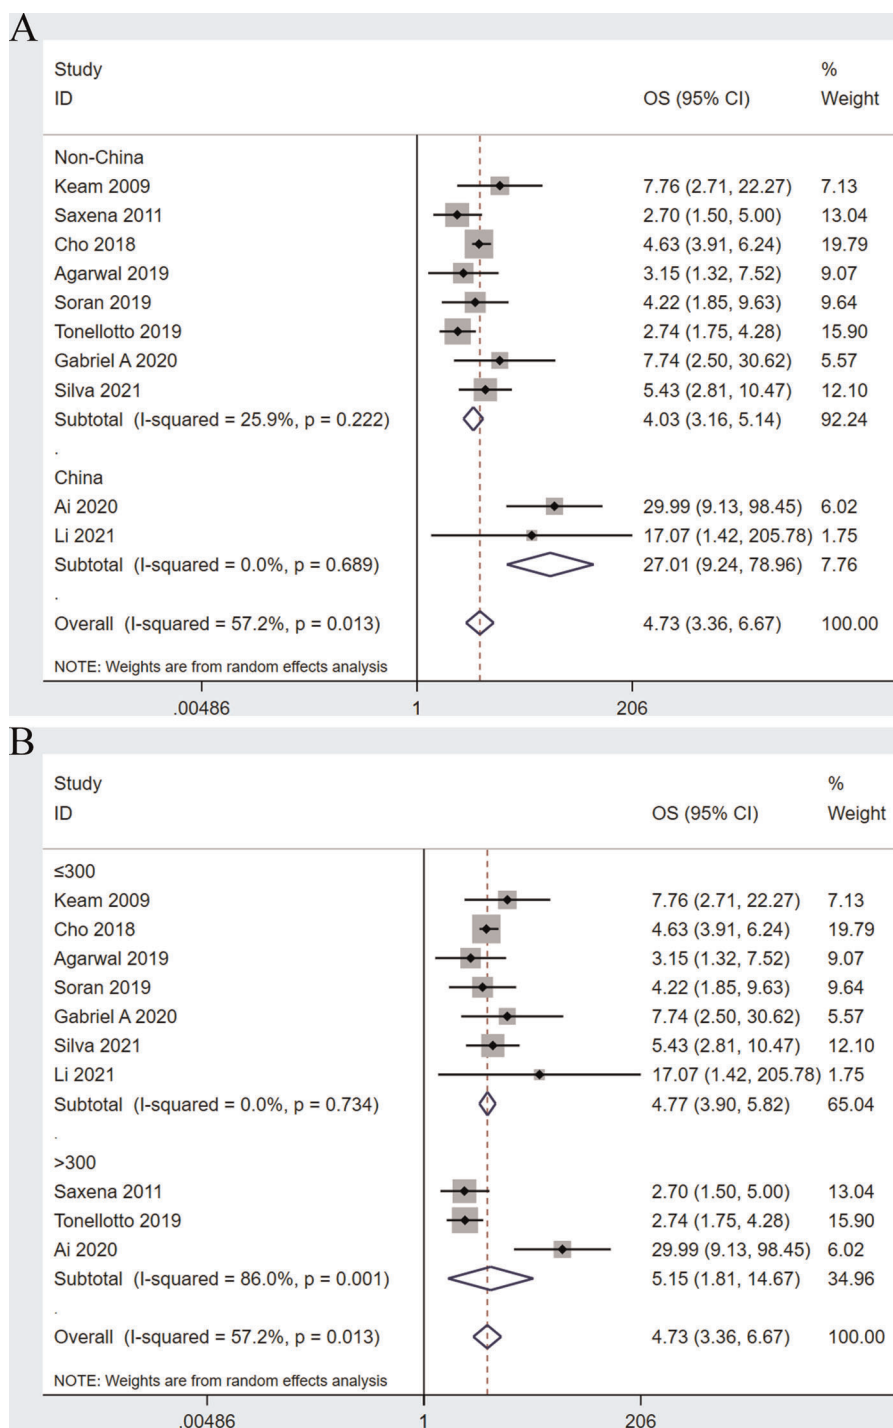 A
Study %
ID OS (95% CI) Weight
Non-China
Keam 2009 7.76 (2.71, 22.27) 7.13
Saxena 2011 2.70 (1.50, 5.00) 13.04
Cho 2018 4.63 (3.91, 6.24) 19.79
Agarwal 2019 3.15 (1.32, 7.52) 9.07
Soran 2019 4.22 (1.85, 9.63) 9.64
Tonellotto 2019 2.74 (1.75, 4.28) 15.90
Gabriel A 2020 7.74 (2.50, 30.62) 5.57
Silva 2021 5.43 (2.81, 10.47) 12.10
Subtotal (I-squared = 25.9%, p = 0.222) 4.03 (3.16, 5.14) 92.24
.
China
Ai 2020 29.99 (9.13, 98.45) 6.02
Li 2021 17.07 (1.42, 205.78) 1.75
Subtotal (I-squared = 0.0%, p = 0.689) 27.01 (9.24, 78.96) 7.76
.
Overall (I-squared = 57.2%, p = 0.013) 4.73 (3.36, 6.67) 100.00
NOTE: Weights are from random effects analysis
.00486 1 206
B
Study %
ID OS (95% CI) Weight
≤300
Keam 2009 7.76 (2.71, 22.27) 7.13
Cho 2018 4.63 (3.91, 6.24) 19.79
Agarwal 2019 3.15 (1.32, 7.52) 9.07
Soran 2019 4.22 (1.85, 9.63) 9.64
Gabriel A 2020 7.74 (2.50, 30.62) 5.57
Silva 2021 5.43 (2.81, 10.47) 12.10
Li 2021 17.07 (1.42, 205.78) 1.75
Subtotal (I-squared = 0.0%, p = 0.734) 4.77 (3.90, 5.82) 65.04
.
>300
Saxena 2011 2.70 (1.50, 5.00) 13.04
Tonellotto 2019 2.74 (1.75, 4.28) 15.90
Ai 2020 29.99 (9.13, 98.45) 6.02
Subtotal (I-squared = 86.0%, p = 0.001) 5.15 (1.81, 14.67) 34.96
.
Overall (I-squared = 57.2%, p = 0.013) 4.73 (3.36, 6.67) 100.00
NOTE: Weights are from random effects analysis
.00486 1 206